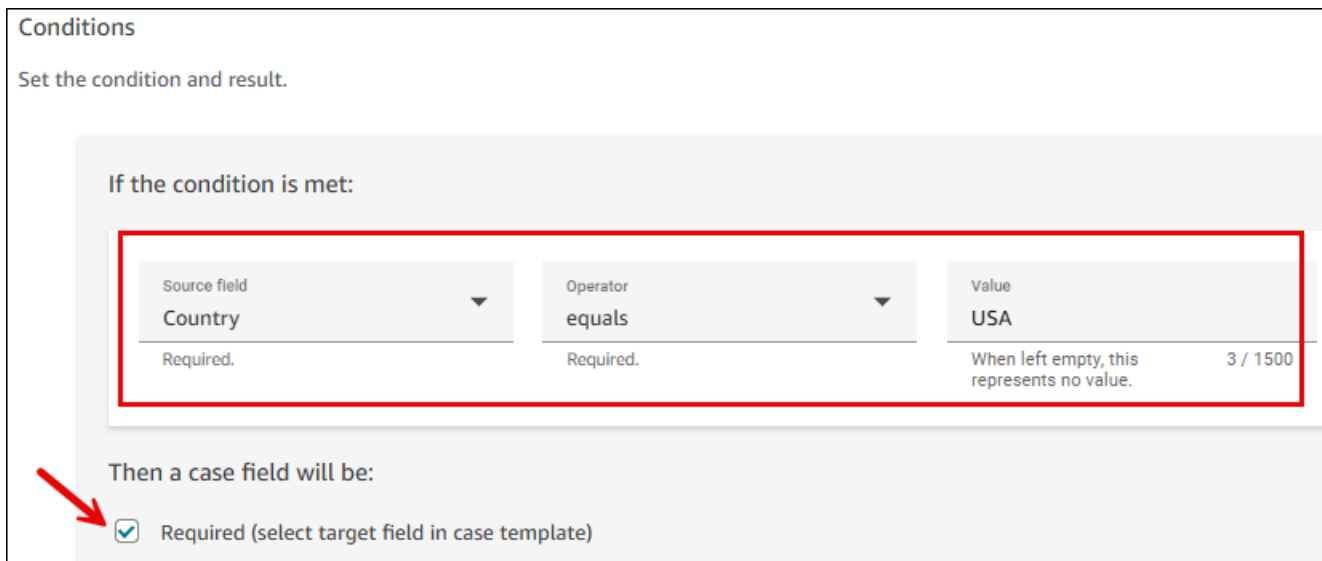 Conditions
Set the condition and result.
If the condition is met:
Source field
Country
Required.
Operator
equals
Required.
Value
USA
When left empty, this
represents no value.
3 / 1500
Then a case field will be:
Required (select target field in case template)